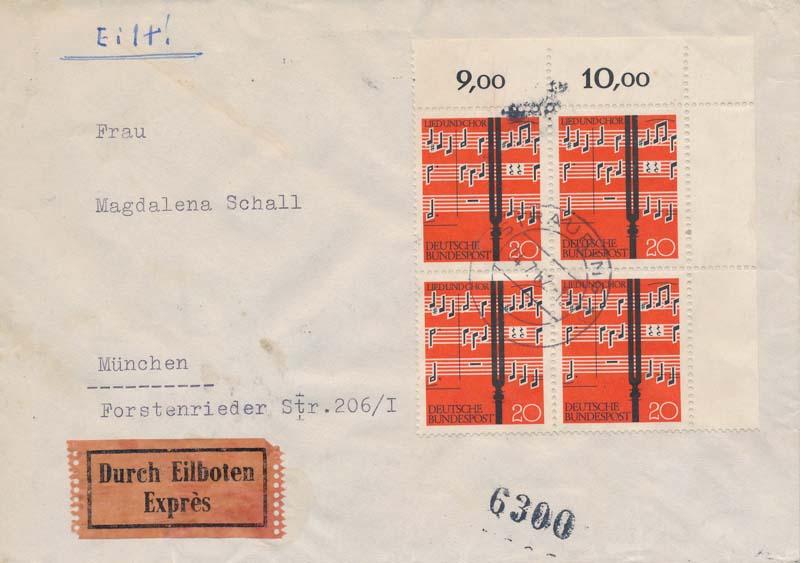 Eilt!
9,00 10,00
Frau
Magdalena Schall
München
Forstenrieder Str.206/I
LIED UND CHOR
DEUTSCHE
BUNDESPOST 20
LIED UND CHOR
DEUTSCHE
BUNDESPOST 20
LIED UND CHOR
DEUTSCHE
BUNDESPOST 20
LIED UND CHOR
DEUTSCHE
BUNDESPOST 20
Durch Eilboten
Exprès
6300